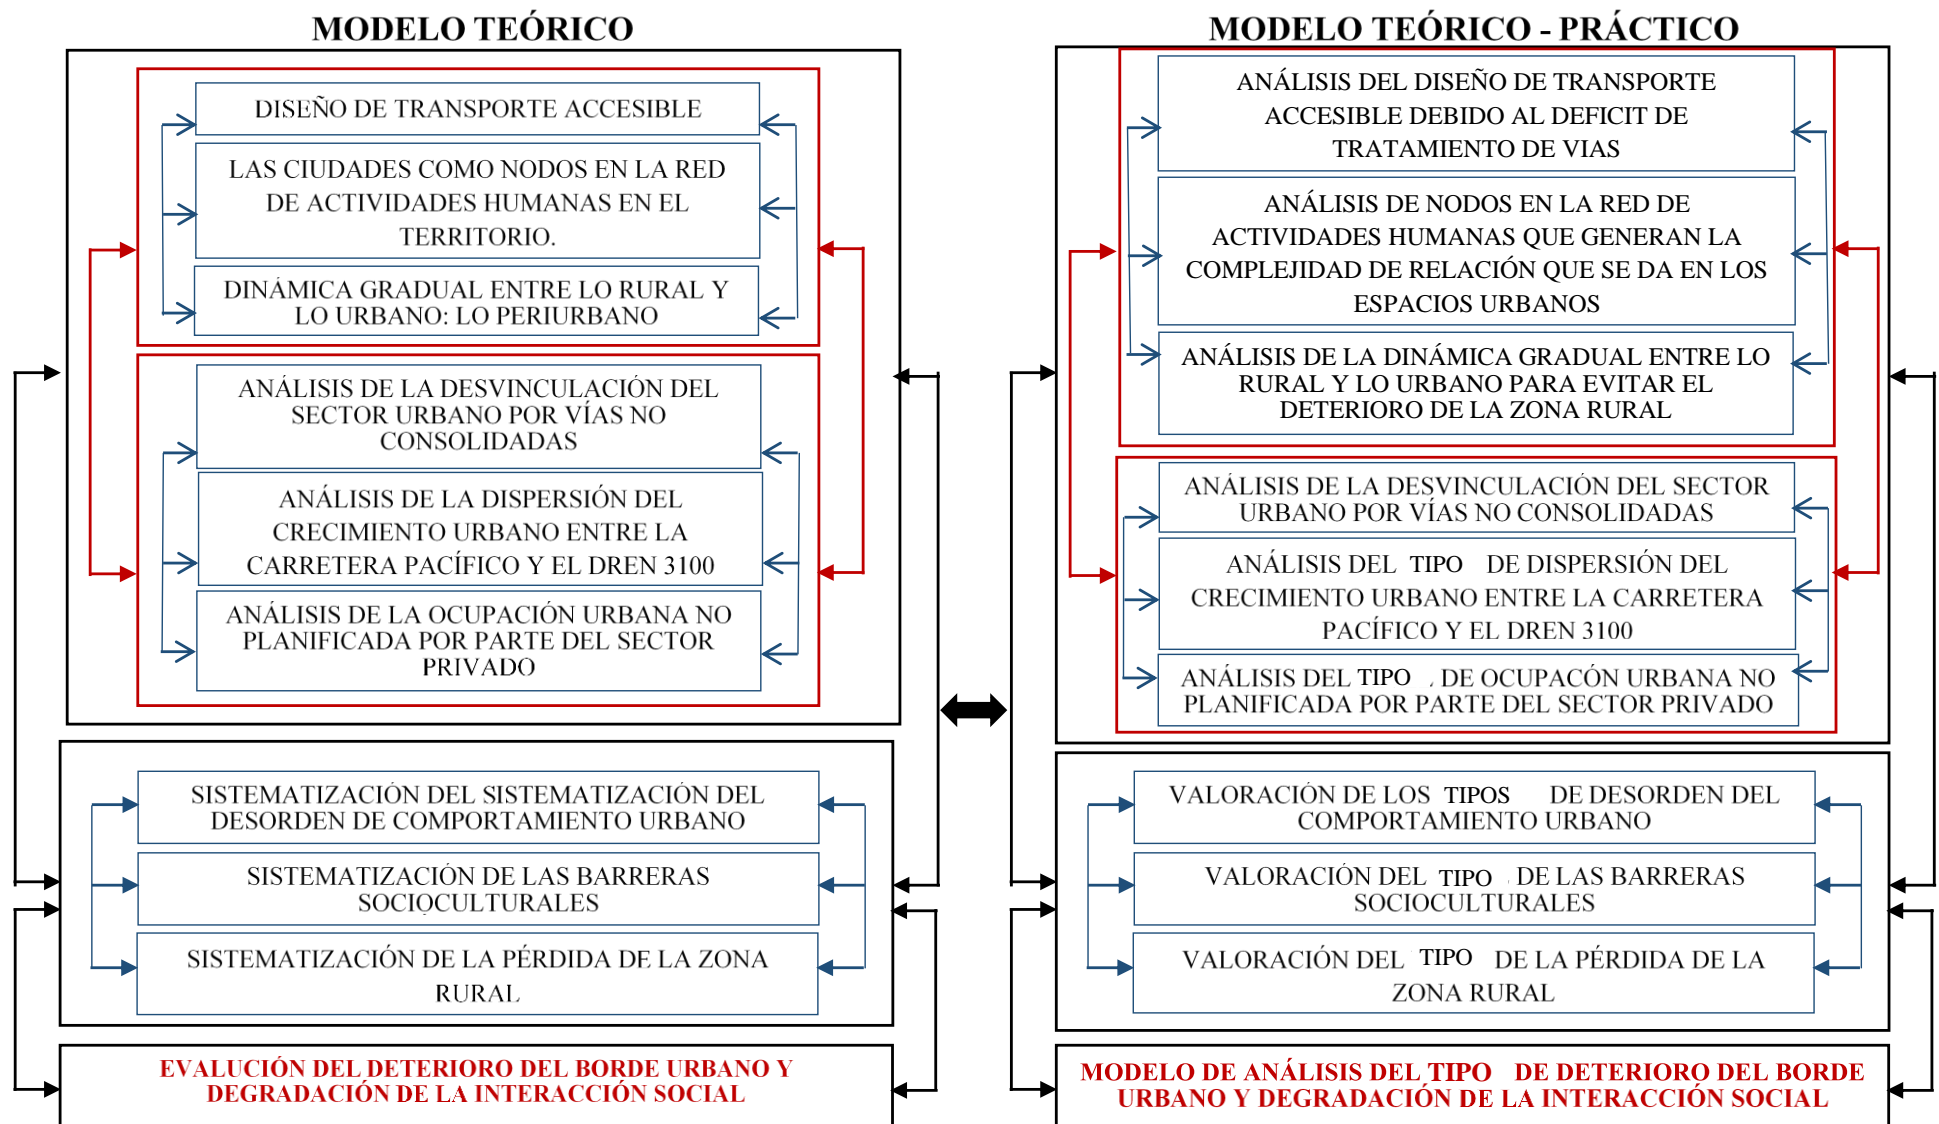 MODELO TEÓRICO
DISEÑO DE TRANSPORTE ACCESIBLE
LAS CIUDADES COMO NODOS EN LA RED
DE ACTIVIDADES HUMANAS EN EL
TERRITORIO.
DINÁMICA GRADUAL ENTRE LO RURAL Y
LO URBANO: LO PERIURBANO
ANÁLISIS DE LA DESVINCULACIÓN DEL
SECTOR URBANO POR VÍAS NO
CONSOLIDADAS
ANÁLISIS DE LA DISPERSIÓN DEL
CRECIMIENTO URBANO ENTRE LA
CARRETERA PACÍFICO Y EL DREN 3100
ANÁLISIS DE LA OCUPACIÓN URBANA NO
PLANIFICADA POR PARTE DEL SECTOR
PRIVADO
SISTEMATIZACIÓN DEL SISTEMATIZACIÓN DEL
DESORDEN DE COMPORTAMIENTO URBANO
SISTEMATIZACIÓN DE LAS BARRERAS
SOCIOCULTURALES
SISTEMATIZACIÓN DE LA PÉRDIDA DE LA ZONA
RURAL
EVALUCIÓN DEL DETERIORO DEL BORDE URBANO Y
DEGRADACIÓN DE LA INTERACCIÓN SOCIAL
MODELO TEÓRICO - PRÁCTICO
ANÁLISIS DEL DISEÑO DE TRANSPORTE
ACCESIBLE DEBIDO AL DEFICIT DE
TRATAMIENTO DE VIAS
ANÁLISIS DE NODOS EN LA RED DE
ACTIVIDADES HUMANAS QUE GENERAN LA
COMPLEJIDAD DE RELACIÓN QUE SE DA EN LOS
ESPACIOS URBANOS
ANÁLISIS DE LA DINÁMICA GRADUAL ENTRE LO
RURAL Y LO URBANO PARA EVITAR EL
DETERIORO DE LA ZONA RURAL
ANÁLISIS DE LA DESVINCULACIÓN DEL SECTOR
URBANO POR VÍAS NO CONSOLIDADAS
ANÁLISIS DEL TIPO DE DISPERSIÓN DEL
CRECIMIENTO URBANO ENTRE LA CARRETERA
PACÍFICO Y EL DREN 3100
ANÁLISIS DEL TIPO DE OCUPACÓN URBANA NO
PLANIFICADA POR PARTE DEL SECTOR PRIVADO
VALORACIÓN DE LOS TIPOS DE DESORDEN DEL
COMPORTAMIENTO URBANO
VALORACIÓN DEL TIPO DE LAS BARRERAS
SOCIOCULTURALES
VALORACIÓN DEL TIPO DE LA PÉRDIDA DE LA
ZONA RURAL
MODELO DE ANÁLISIS DEL TIPO DE DETERIORO DEL BORDE
URBANO Y DEGRADACIÓN DE LA INTERACCIÓN SOCIAL